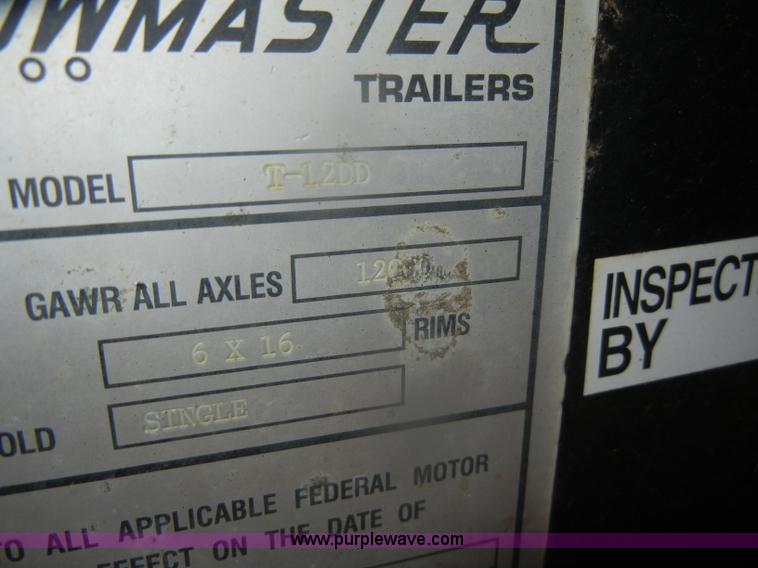 OWMASTER
TRAILERS
MODEL T-12DD
GAWR ALL AXLES
6 X 16 RIMS
OLD SINGLE
TO ALL APPLICABLE FEDERAL MOTOR
EFFECT ON THE DATE OF
INSPECT
BY
www.purplewave.com